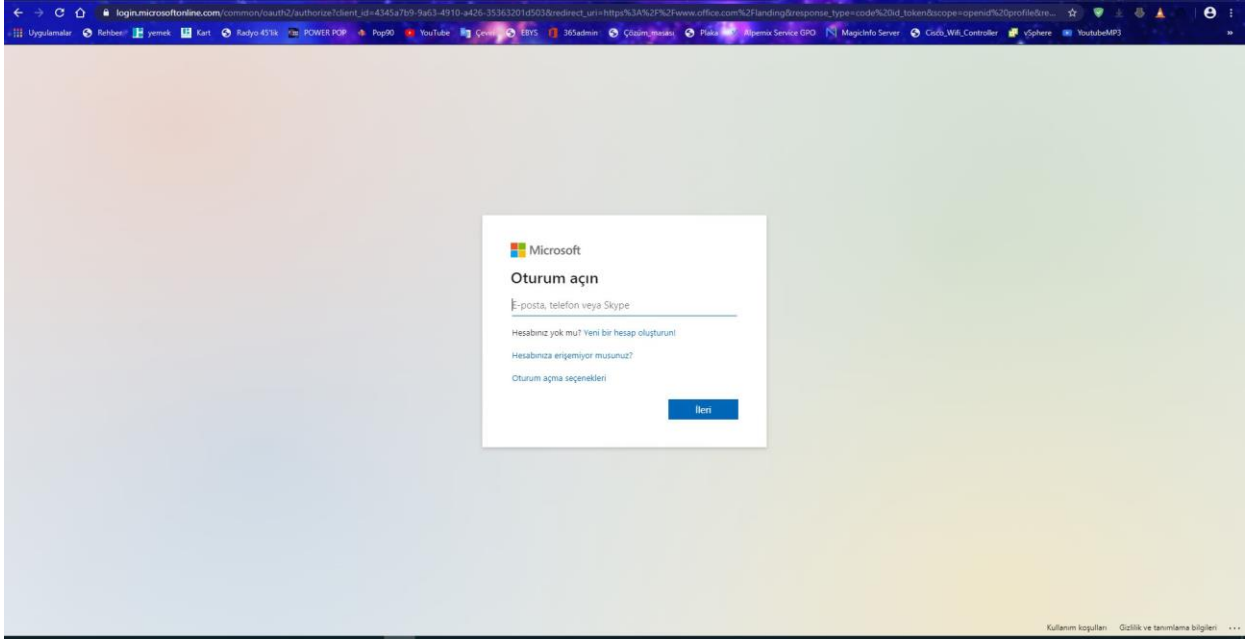 login.microsoftonline.com/common/oauth2/authorize?client_id=4345a7b9-9a63-4910-a426-35363201d503&redirect_uri=https%3A%2F%2Fwww.office.com%2Flanding&response_type=code%20id_token&scope=openid%20profile&re...
Uygulamalar Rehber yemek Kart Radyo 45'lik POWER POP Pop90 YouTube Çeviri EBYS 365admin Çözüm_masası Plaka Alpemix Service GPO MagicInfo Server Cisco_Wifi_Controller vSphere YoutubeMP3 »
Microsoft
Oturum açın
E-posta, telefon veya Skype
Hesabınız yok mu? Yeni bir hesap oluşturun!
Hesabınıza erişemiyor musunuz?
Oturum açma seçenekleri
İleri
Kullanım koşulları Gizlilik ve tanımlama bilgileri ...